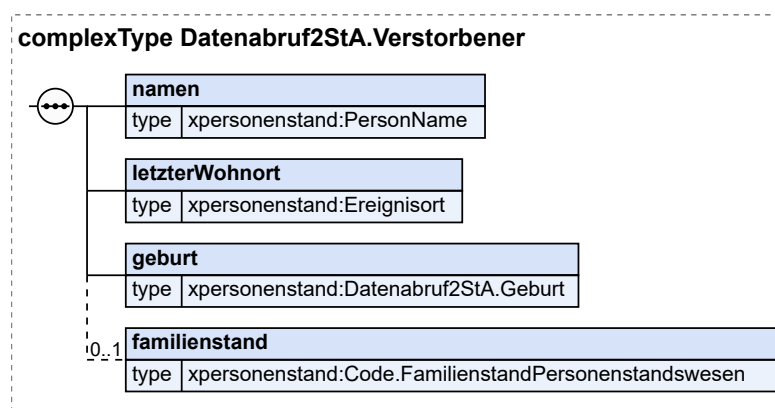 complexType Datenabruf2StA.Verstorbener
namen
type xpersonenstand:PersonName
letzterWohnort
type xpersonenstand:Ereignisort
geburt
type xpersonenstand:Datenabruf2StA.Geburt
0..1 familienstand
type xpersonenstand:Code.FamilienstandPersonenstandswesen